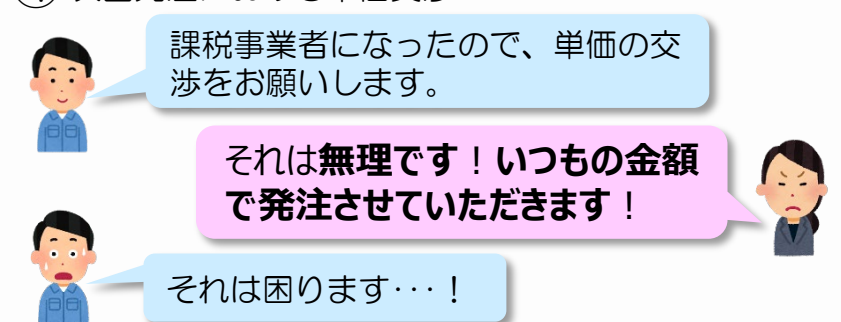 課税事業者になったので、単価の交
渉をお願いします。
それは無理です！いつもの金額
で発注させていただきます！
それは困ります･･･！